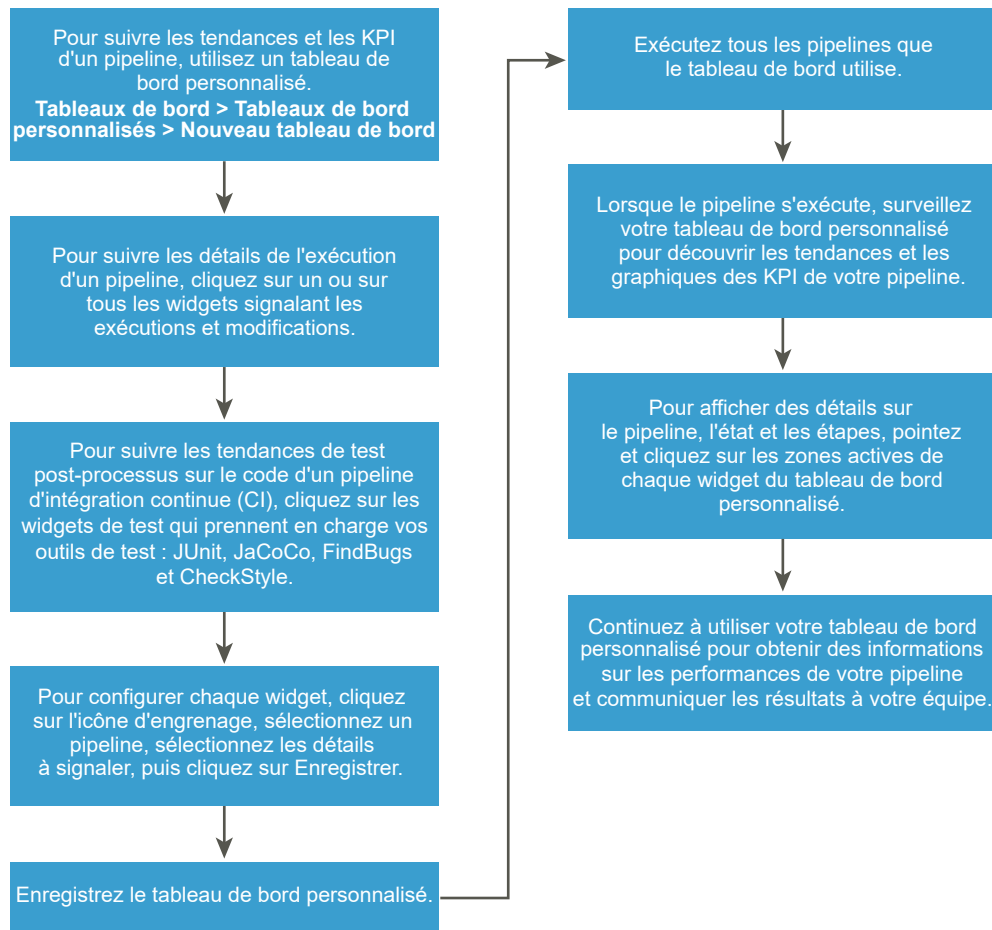 Pour suivre les tendances et les KPI
d'un pipeline, utilisez un tableau de
bord personnalisé.
Tableaux de bord > Tableaux de bord
personnalisés > Nouveau tableau de bord
Pour suivre les détails de l'exécution
d'un pipeline, cliquez sur un ou sur
tous les widgets signalant les
exécutions et modifications.
Pour suivre les tendances de test
post-processus sur le code d'un pipeline
d'intégration continue (CI), cliquez sur les
widgets de test qui prennent en charge vos
outils de test : JUnit, JaCoCo, FindBugs
et CheckStyle.
Pour configurer chaque widget, cliquez
sur l'icône d'engrenage, sélectionnez un
pipeline, sélectionnez les détails
à signaler, puis cliquez sur Enregistrer.
Enregistrez le tableau de bord personnalisé.
Exécutez tous les pipelines que
le tableau de bord utilise.
Lorsque le pipeline s'exécute, surveillez
votre tableau de bord personnalisé
pour découvrir les tendances et les
graphiques des KPI de votre pipeline.
Pour afficher des détails sur
le pipeline, l'état et les étapes, pointez
et cliquez sur les zones actives de
chaque widget du tableau de bord
personnalisé.
Continuez à utiliser votre tableau de bord
personnalisé pour obtenir des informations
sur les performances de votre pipeline
et communiquer les résultats à votre équipe.